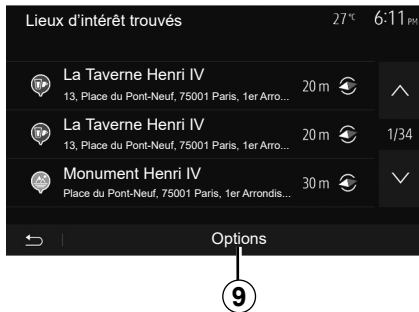 Lieux d'intérêt trouvés 27°C 6:11 PM
La Taverne Henri IV
13, Place du Pont-Neuf, 75001 Paris, 1er Arro... 20 m
La Taverne Henri IV
13, Place du Pont-Neuf, 75001 Paris, 1er Arro... 20 m
1/34
Monument Henri IV
Place du Pont-Neuf, 75001 Paris, 1er Arrondis... 30 m
Options
9